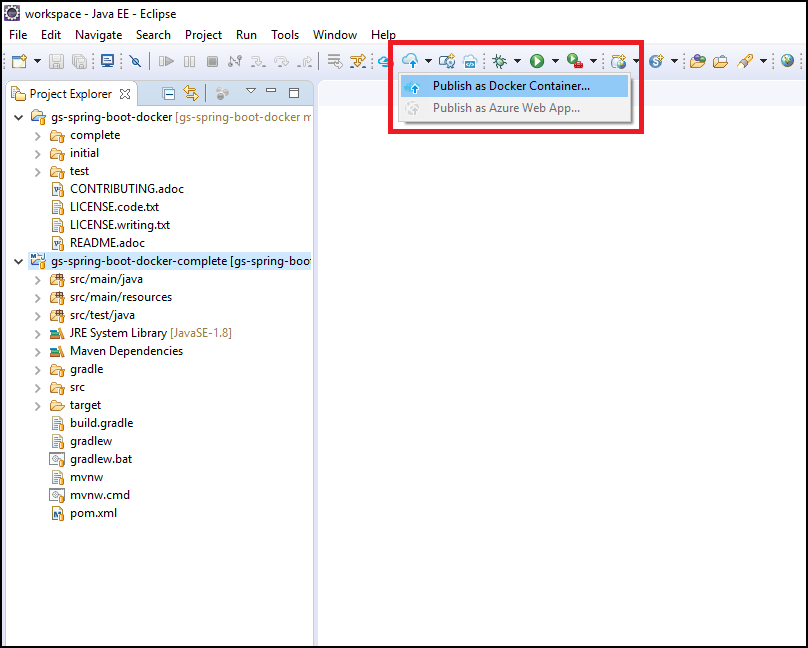 workspace - Java EE - Eclipse
File Edit Navigate Search Project Run Tools Window Help
Publish as Docker Container...
Publish as Azure Web App...
Project Explorer
gs-spring-boot-docker [gs-spring-boot-docker m
complete
initial
test
CONTRIBUTING.adoc
LICENSE.code.txt
LICENSE.writing.txt
README.adoc
gs-spring-boot-docker-complete [gs-spring-boot
src/main/java
src/main/resources
src/test/java
JRE System Library [JavaSE-1.8]
Maven Dependencies
gradle
src
target
build.gradle
gradlew
gradlew.bat
mvnw
mvnw.cmd
pom.xml